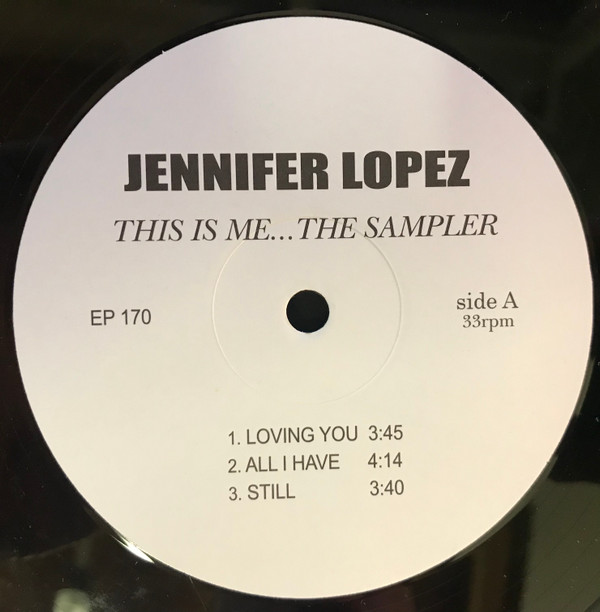 JENNIFER LOPEZ
THIS IS ME...THE SAMPLER
EP 170
side A
33rpm
1. LOVING YOU 3:45
2. ALL I HAVE 4:14
3. STILL 3:40